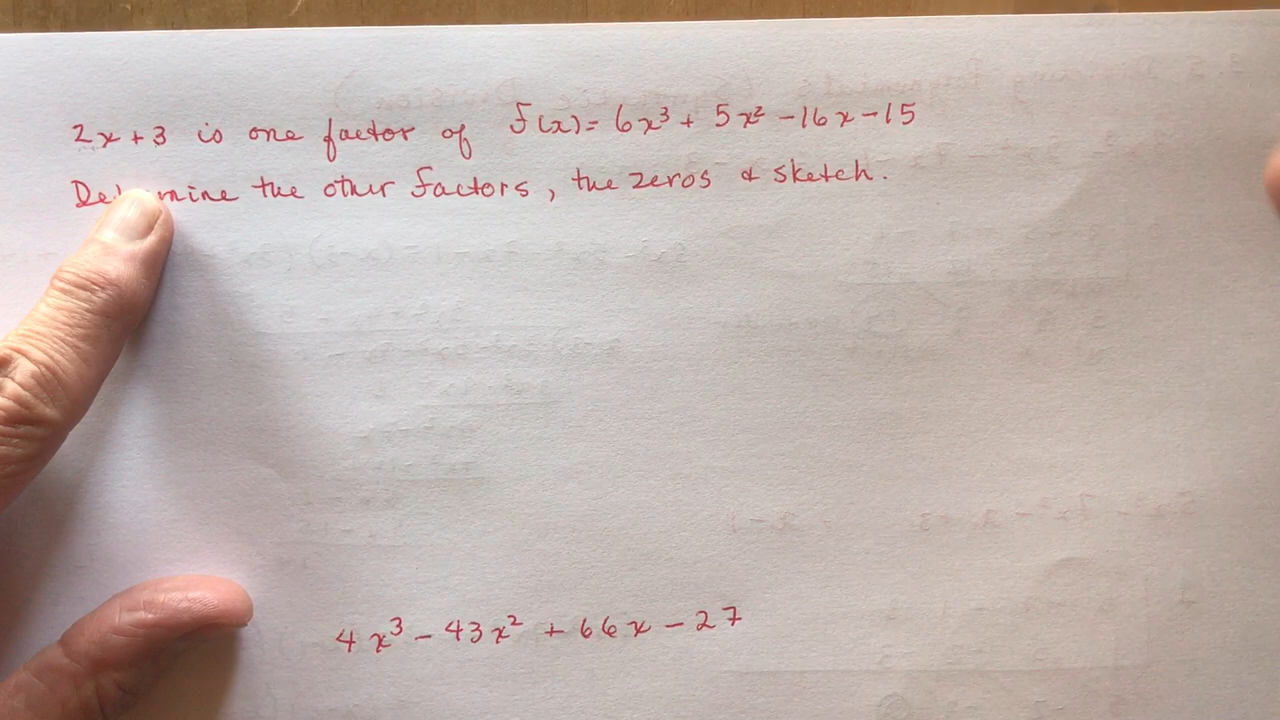 2x+3 is one factor of f(x)= 6x³ + 5x² -16x-15
the other factors, the zeros & sketch.
4x³ - 43x² + 66x - 27